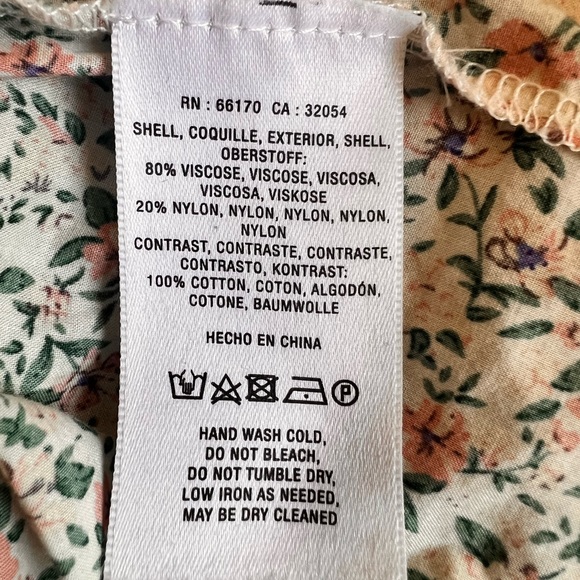 RN : 66170 CA : 32054
SHELL, COQUILLE, EXTERIOR, SHELL,
OBERSTOFF:
80% VISCOSE, VISCOSE, VISCOSA,
VISCOSA, VISKOSE
20% NYLON, NYLON, NYLON, NYLON,
NYLON
CONTRAST, CONTRASTE, CONTRASTE,
CONTRASTO, KONTRAST:
100% COTTON, COTON, ALGODÓN,
COTONE, BAUMWOLLE
HECHO EN CHINA
P
HAND WASH COLD,
DO NOT BLEACH,
DO NOT TUMBLE DRY,
LOW IRON AS NEEDED,
MAY BE DRY CLEANED